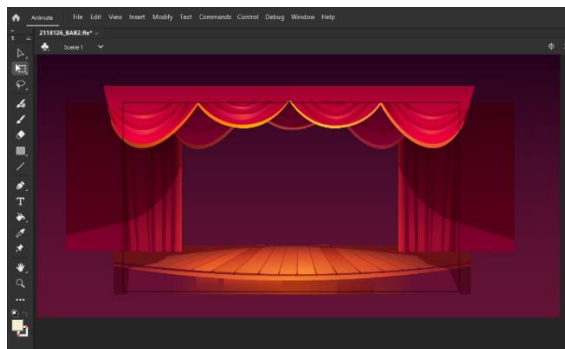 Animate File Edit View Insert Modify Text Commands Control Debug Window Help
2118126_BAB2.fla* ×
Scene 1
T